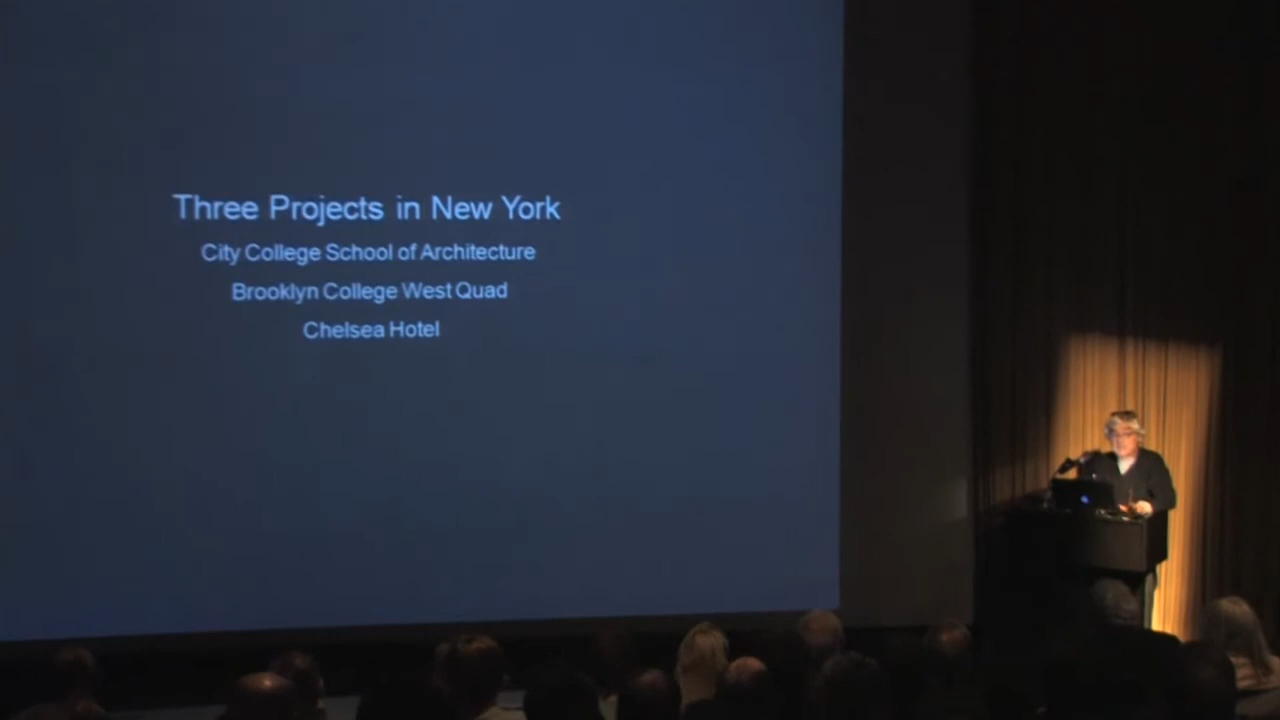 Three Projects in New York
City College School of Architecture
Brooklyn College West Quad
Chelsea Hotel